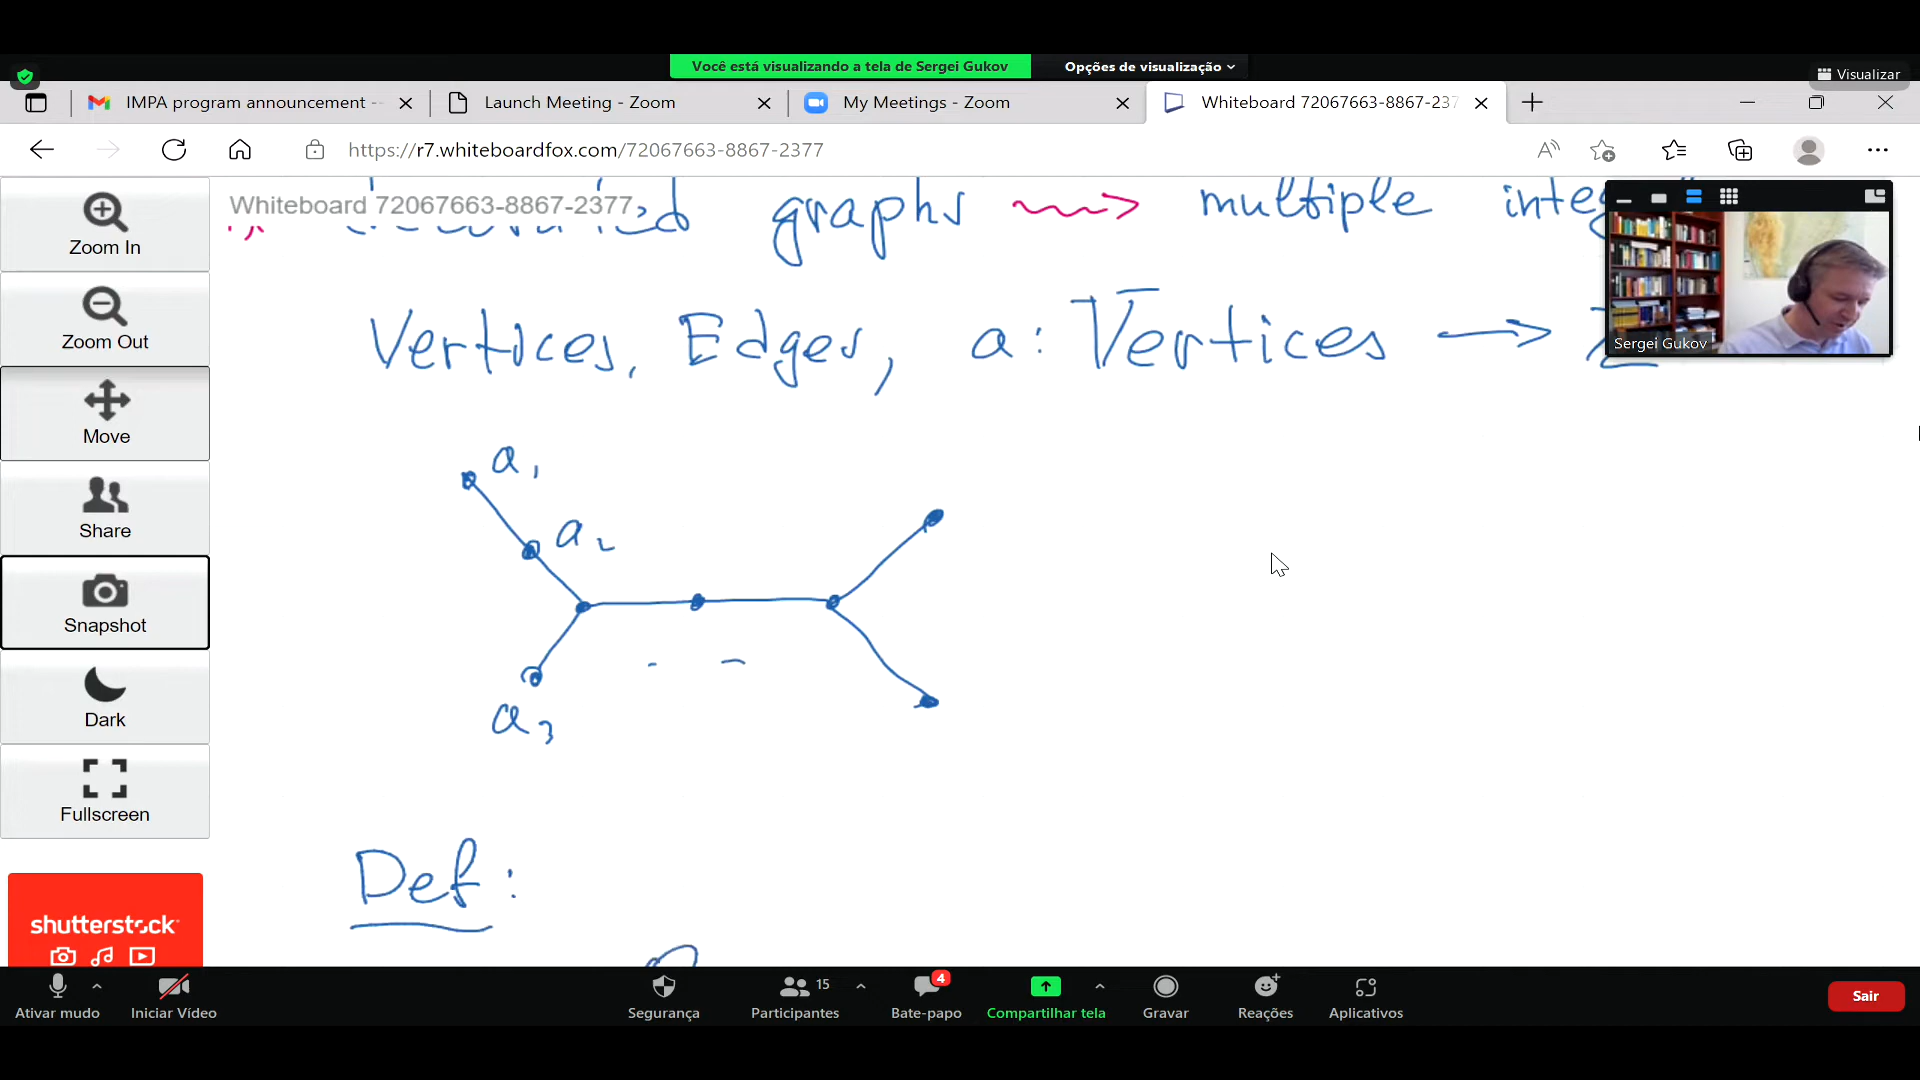 Você está visualizando a tela de Sergei Gukov
Opções de visualização
Visualizar
IMPA program announcement -
Launch Meeting - Zoom
My Meetings - Zoom
Whiteboard 72067663-8867-237
https://r7.whiteboardfox.com/72067663-8867-2377
Whiteboard 72067663-8867-2377
graphs multiple
Vertices, Edges, a: Vertices →
Sergei Gukov
Zoom In
Zoom Out
Move
Share
Snapshot
Dark
Fullscreen
a1
a2
a3
Def:
shutterstock
Ativar mudo
Iniciar Vídeo
Segurança
15
Participantes
4
Bate-papo
Compartilhar tela
Gravar
Reações
Aplicativos
Sair